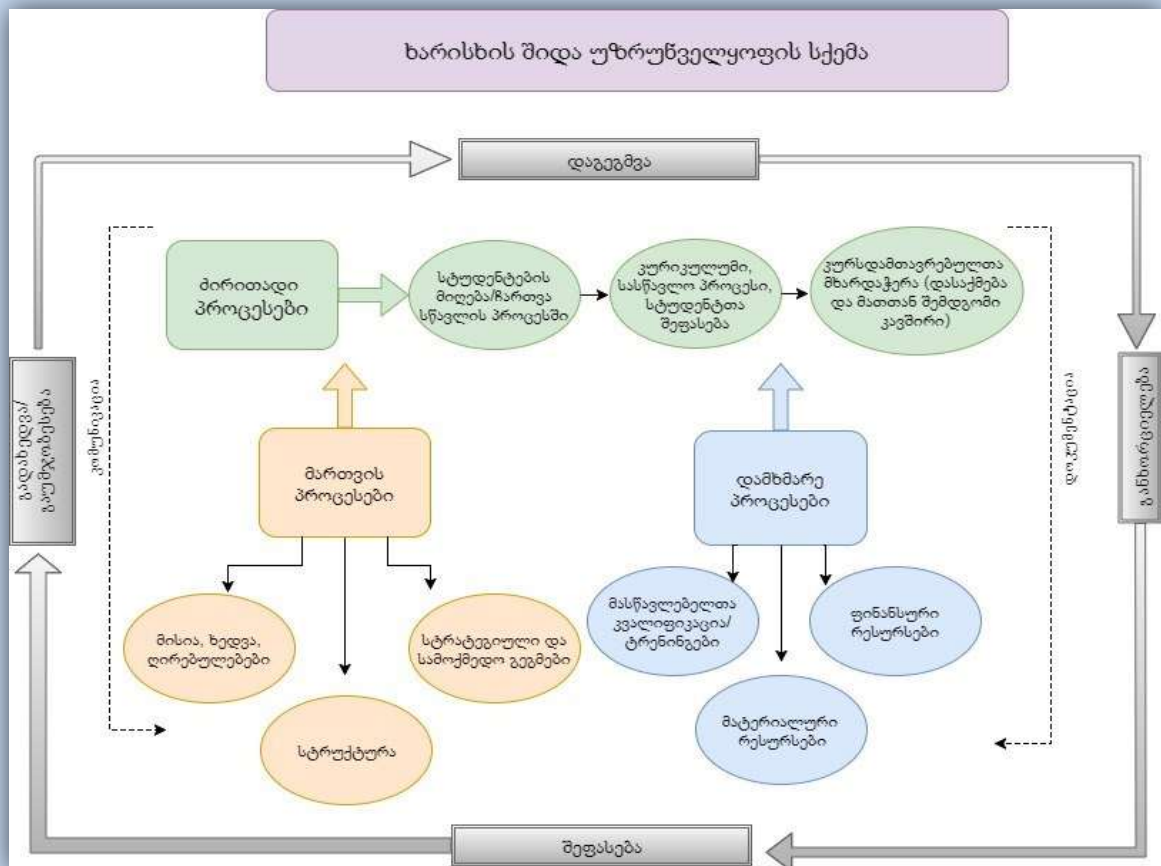 ხარისხის შიდა უზრუნველყოფის სქემა
დაგეგმვა
ძირითადი
პროცესები
სტუდენტების
მიღება/ჩართვა
სწავლის პროცესში
კურიკულუმი,
სასწავლო პროცესი,
სტუდენტთა
შეფასება
კურსდამთავრებულთა
მხარდაჭერა (დასაქმება
და მათთან შემდგომი
კავშირი)
გადახედვა/
გაუმჯობესება
განხორციელება
მართვის
პროცესები
დამხმარე
პროცესები
მისია, ხედვა,
ღირებულებები
სტრატეგიული და
სამოქმედო გეგმები
სტრუქტურა
მასწავლებელთა
კვალიფიკაცია/
ტრენინგები
ფინანსური
რესურსები
მატერიალური
რესურსები
შეფასება